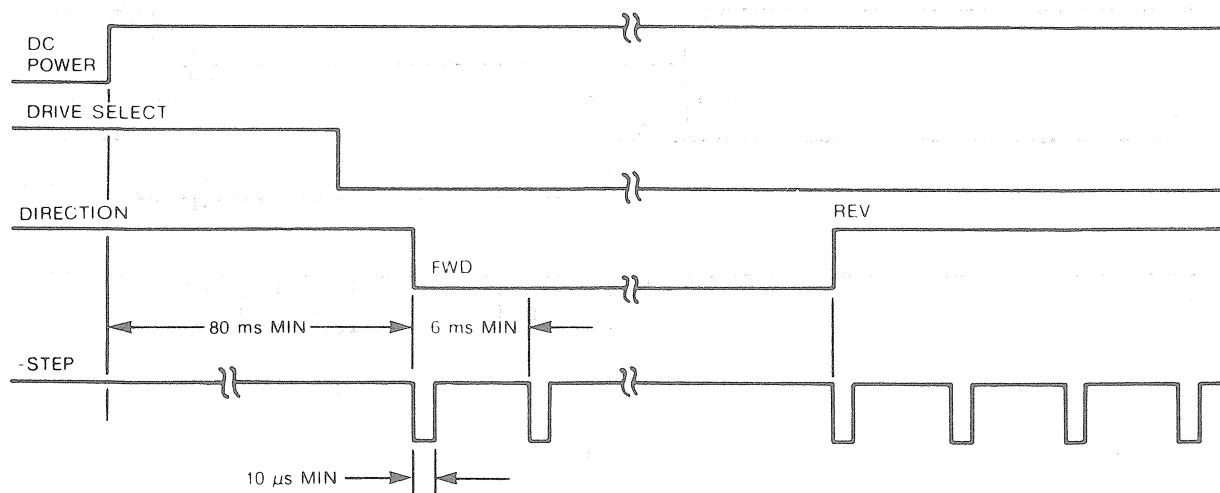 DC
POWER
DRIVE SELECT
DIRECTION
REV
FWD
80 ms MIN
6 ms MIN
-STEP
10 µs MIN